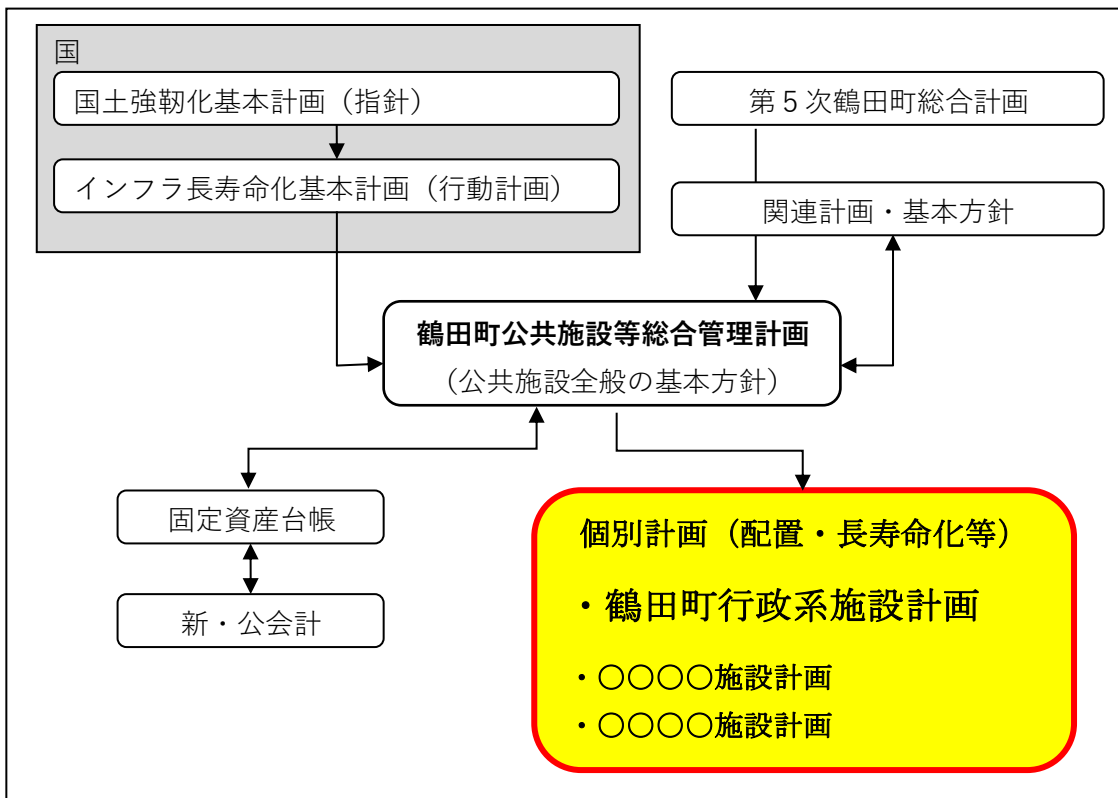 国
国土強靭化基本計画（指針）
第5次鶴田町総合計画
インフラ長寿命化基本計画（行動計画）
関連計画・基本方針
鶴田町公共施設等総合管理計画
（公共施設全般の基本方針）
固定資産台帳
新・公会計
個別計画（配置・長寿命化等）
・鶴田町行政系施設計画
・〇〇〇〇施設計画
・〇〇〇〇施設計画